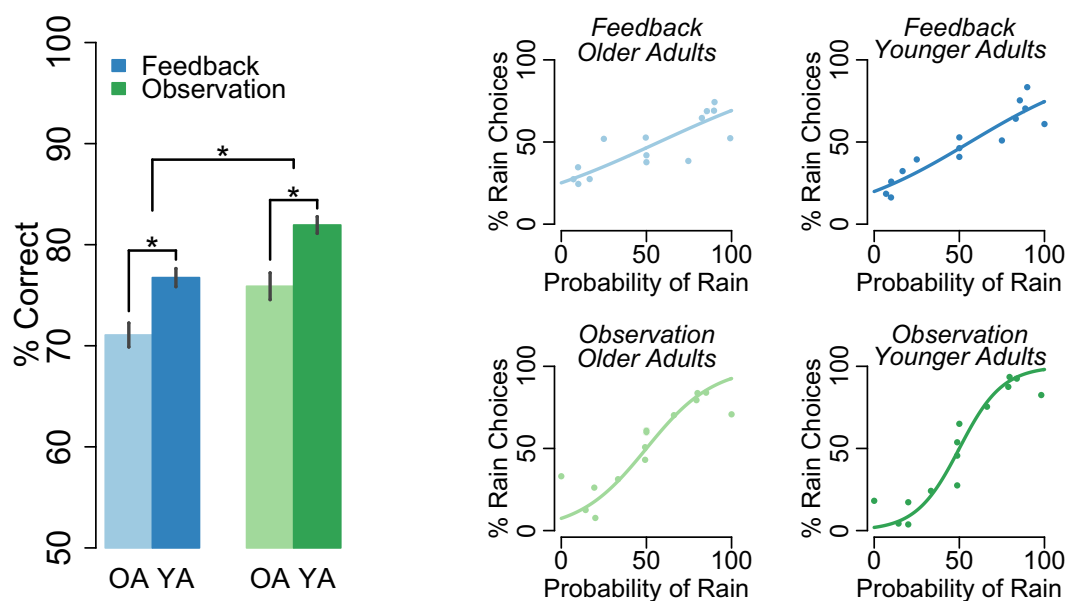 % Correct
100
90
80
70
60
50
Feedback
Observation
*
*
*
OA YA
OA YA
Feedback
Older Adults
% Rain Choices
100
50
0
0 50 100
Probability of Rain
Feedback
Younger Adults
% Rain Choices
100
50
0
0 50 100
Probability of Rain
Observation
Older Adults
% Rain Choices
100
50
0
0 50 100
Probability of Rain
Observation
Younger Adults
% Rain Choices
100
50
0
0 50 100
Probability of Rain